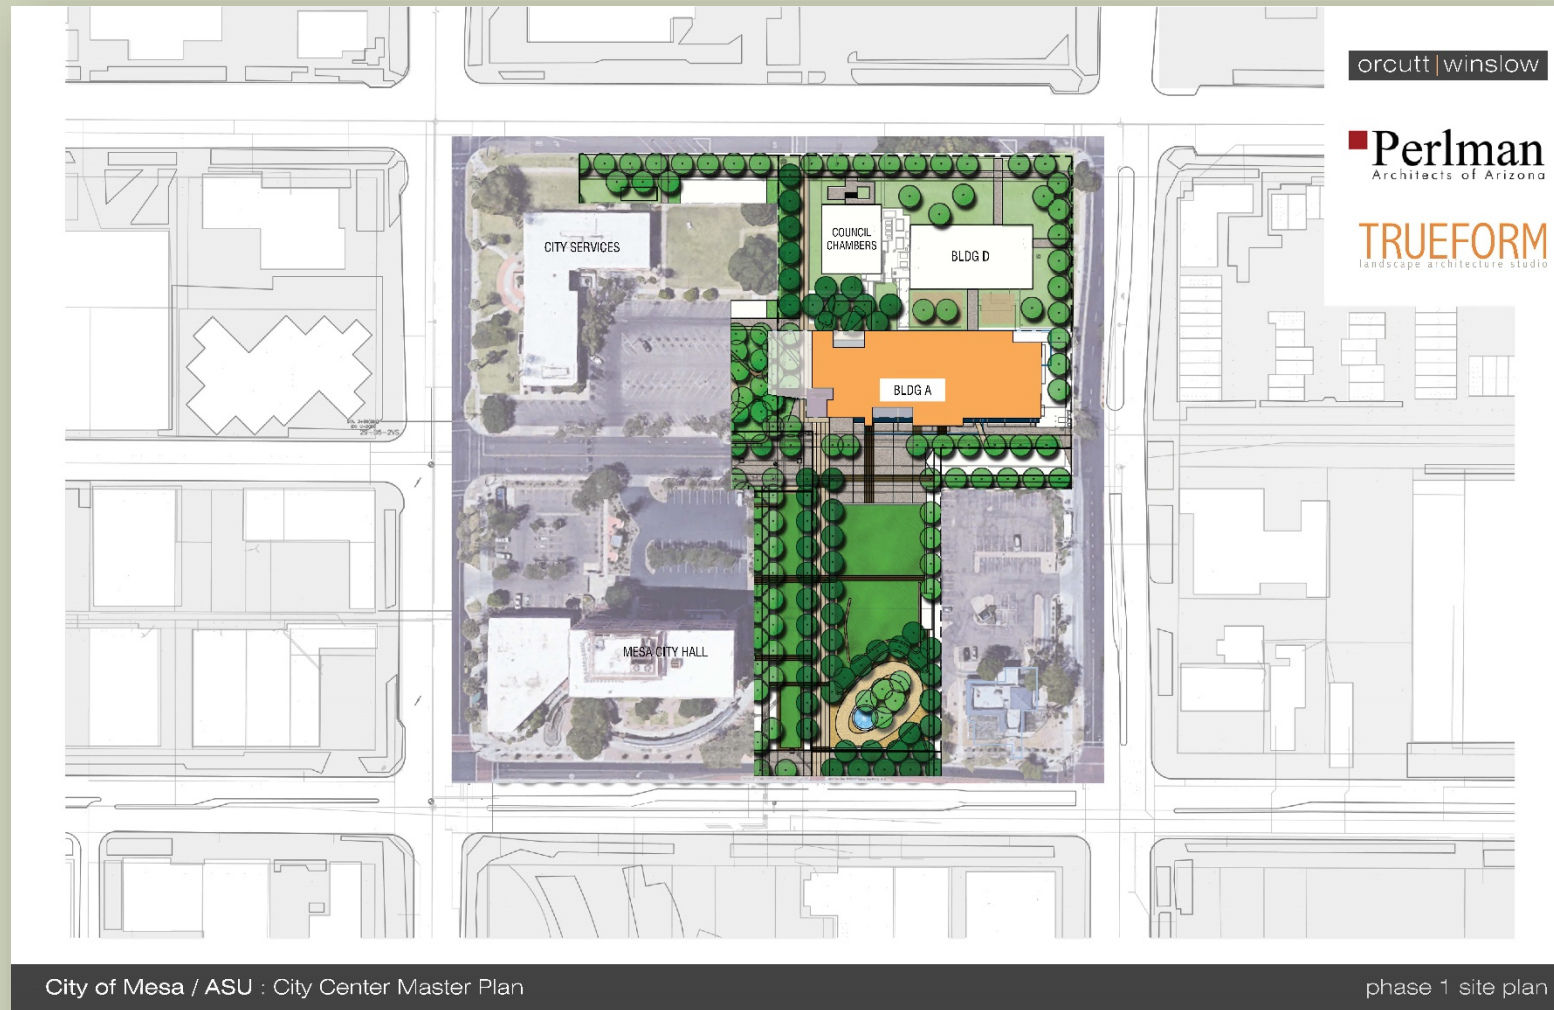 orcutt|winslow
Perlman
Architects of Arizona
TRUEFORM
landscape architecture studio
CITY SERVICES
COUNCIL
CHAMBERS
BLDG D
BLDG A
MESA CITY HALL
City of Mesa / ASU : City Center Master Plan
phase 1 site plan